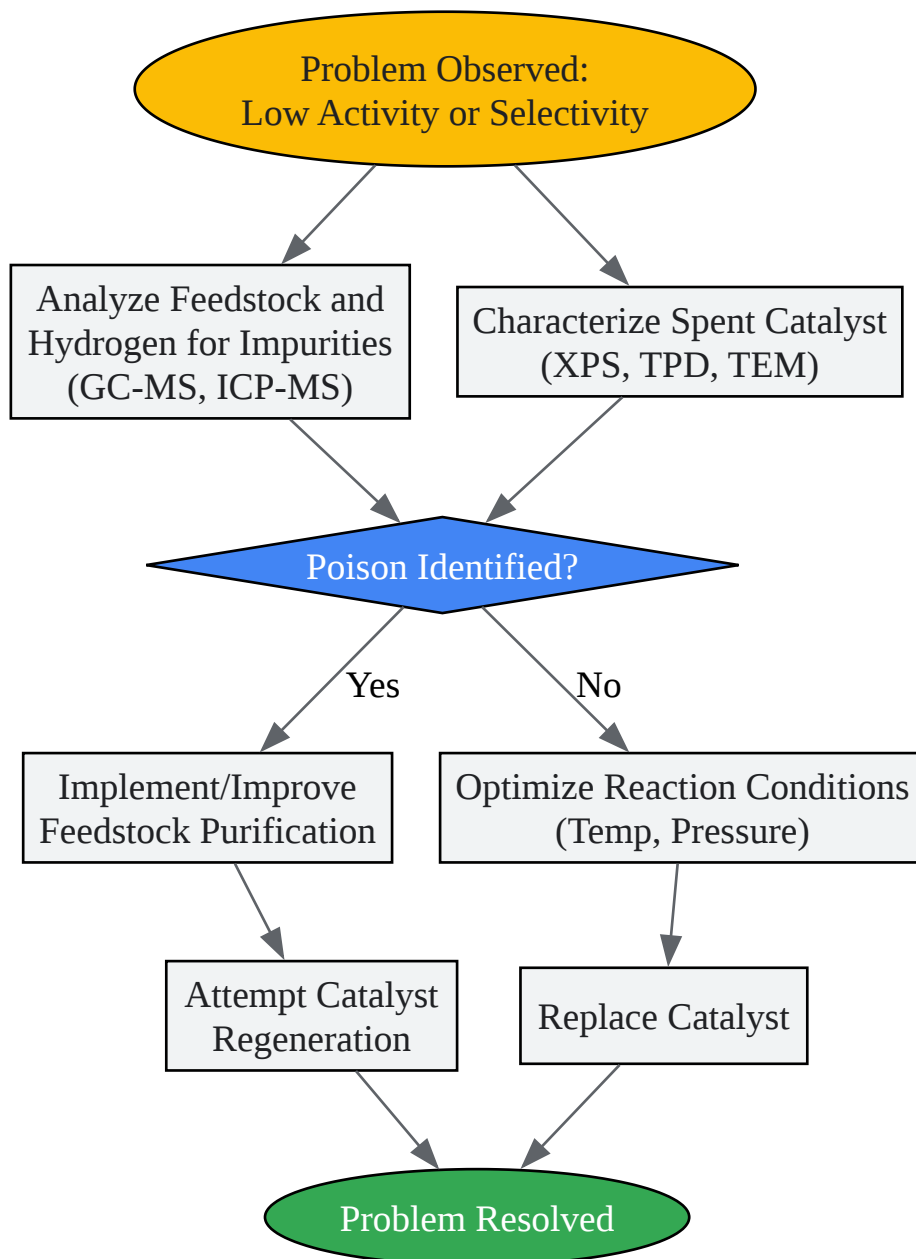 Problem Observed:
Low Activity or Selectivity
Analyze Feedstock and
Hydrogen for Impurities
(GC-MS, ICP-MS)
Characterize Spent Catalyst
(XPS, TPD, TEM)
Poison Identified?
Yes
No
Implement/Improve
Feedstock Purification
Optimize Reaction Conditions
(Temp, Pressure)
Attempt Catalyst
Regeneration
Replace Catalyst
Problem Resolved